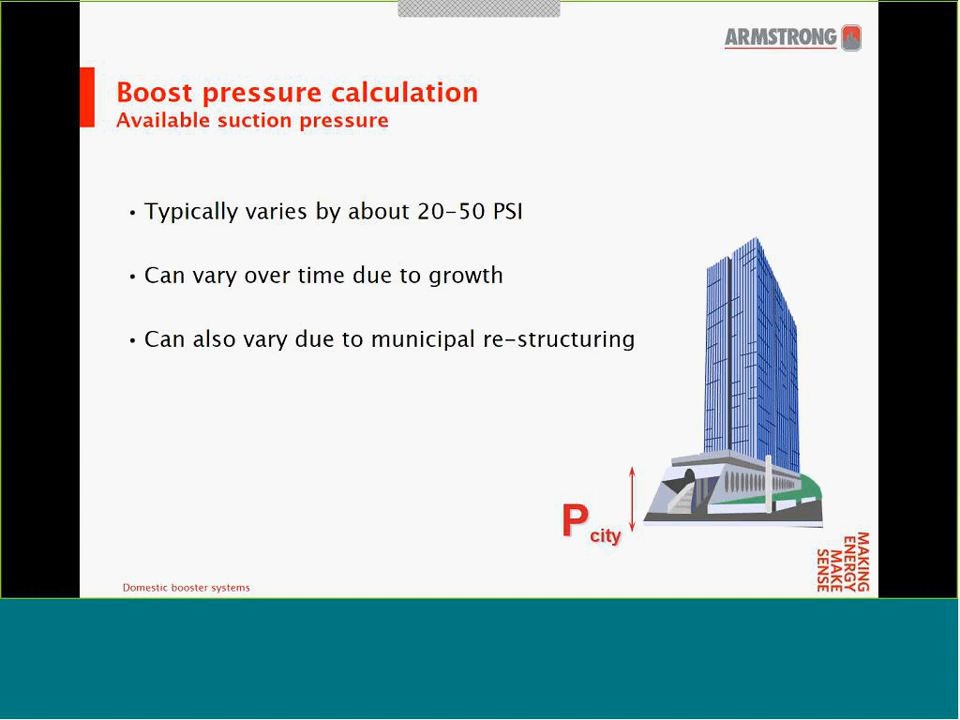 ARMSTRONG
Boost pressure calculation
Available suction pressure
• Typically varies by about 20-50 PSI
• Can vary over time due to growth
• Can also vary due to municipal re-structuring
P city
MAKING
ENERGY
MAKE
SENSE
Domestic booster systems